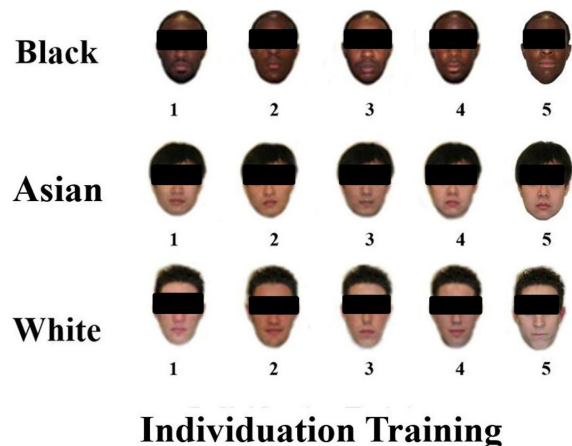 Black
1 2 3 4 5
Asian
1 2 3 4 5
White
1 2 3 4 5
Individuation Training